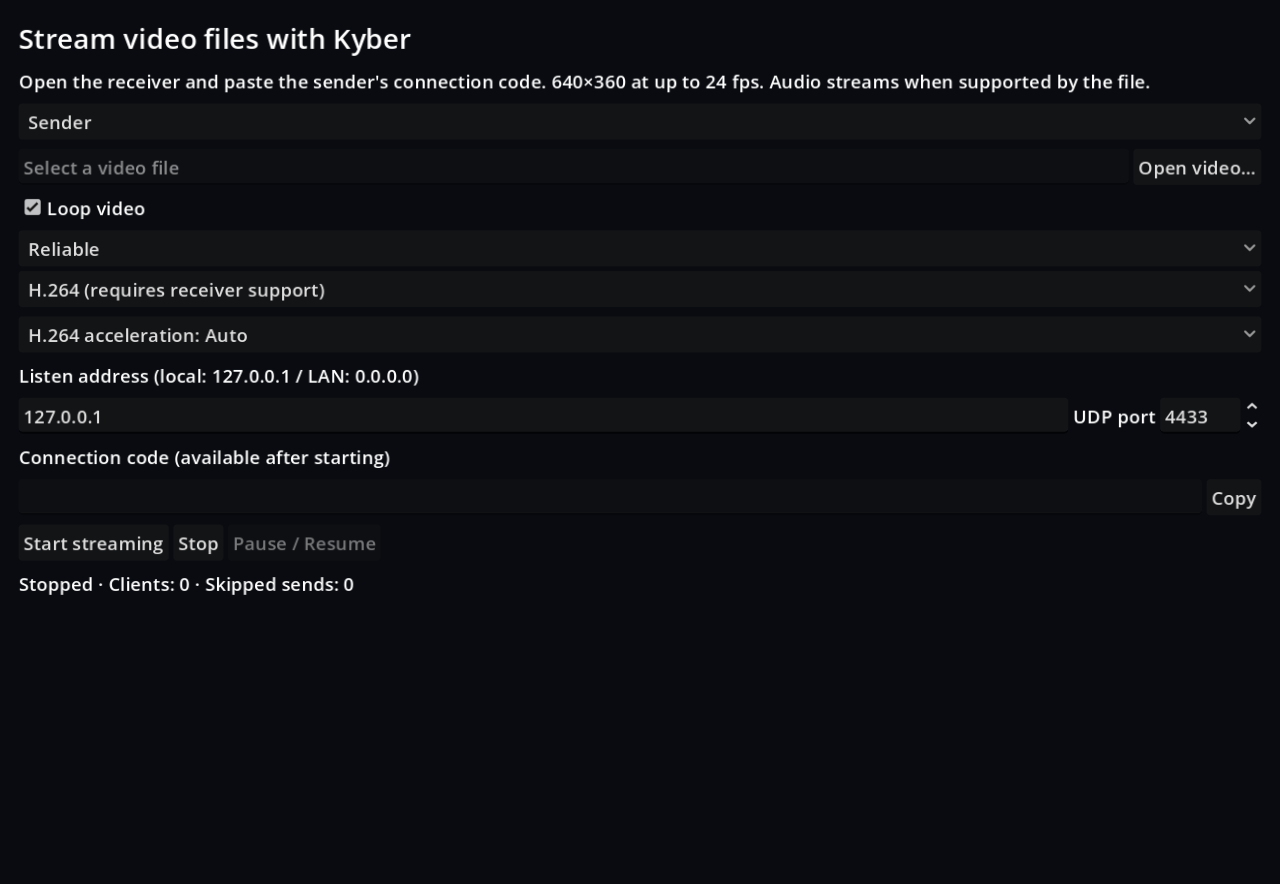 Stream video files with Kyber
Open the receiver and paste the sender's connection code. 640×360 at up to 24 fps. Audio streams when supported by the file.
Sender
Select a video file Open video...
Loop video
Reliable
H.264 (requires receiver support)
H.264 acceleration: Auto
Listen address (local: 127.0.0.1 / LAN: 0.0.0.0)
127.0.0.1 UDP port 4433
Connection code (available after starting)
Copy
Start streaming Stop Pause / Resume
Stopped · Clients: 0 · Skipped sends: 0